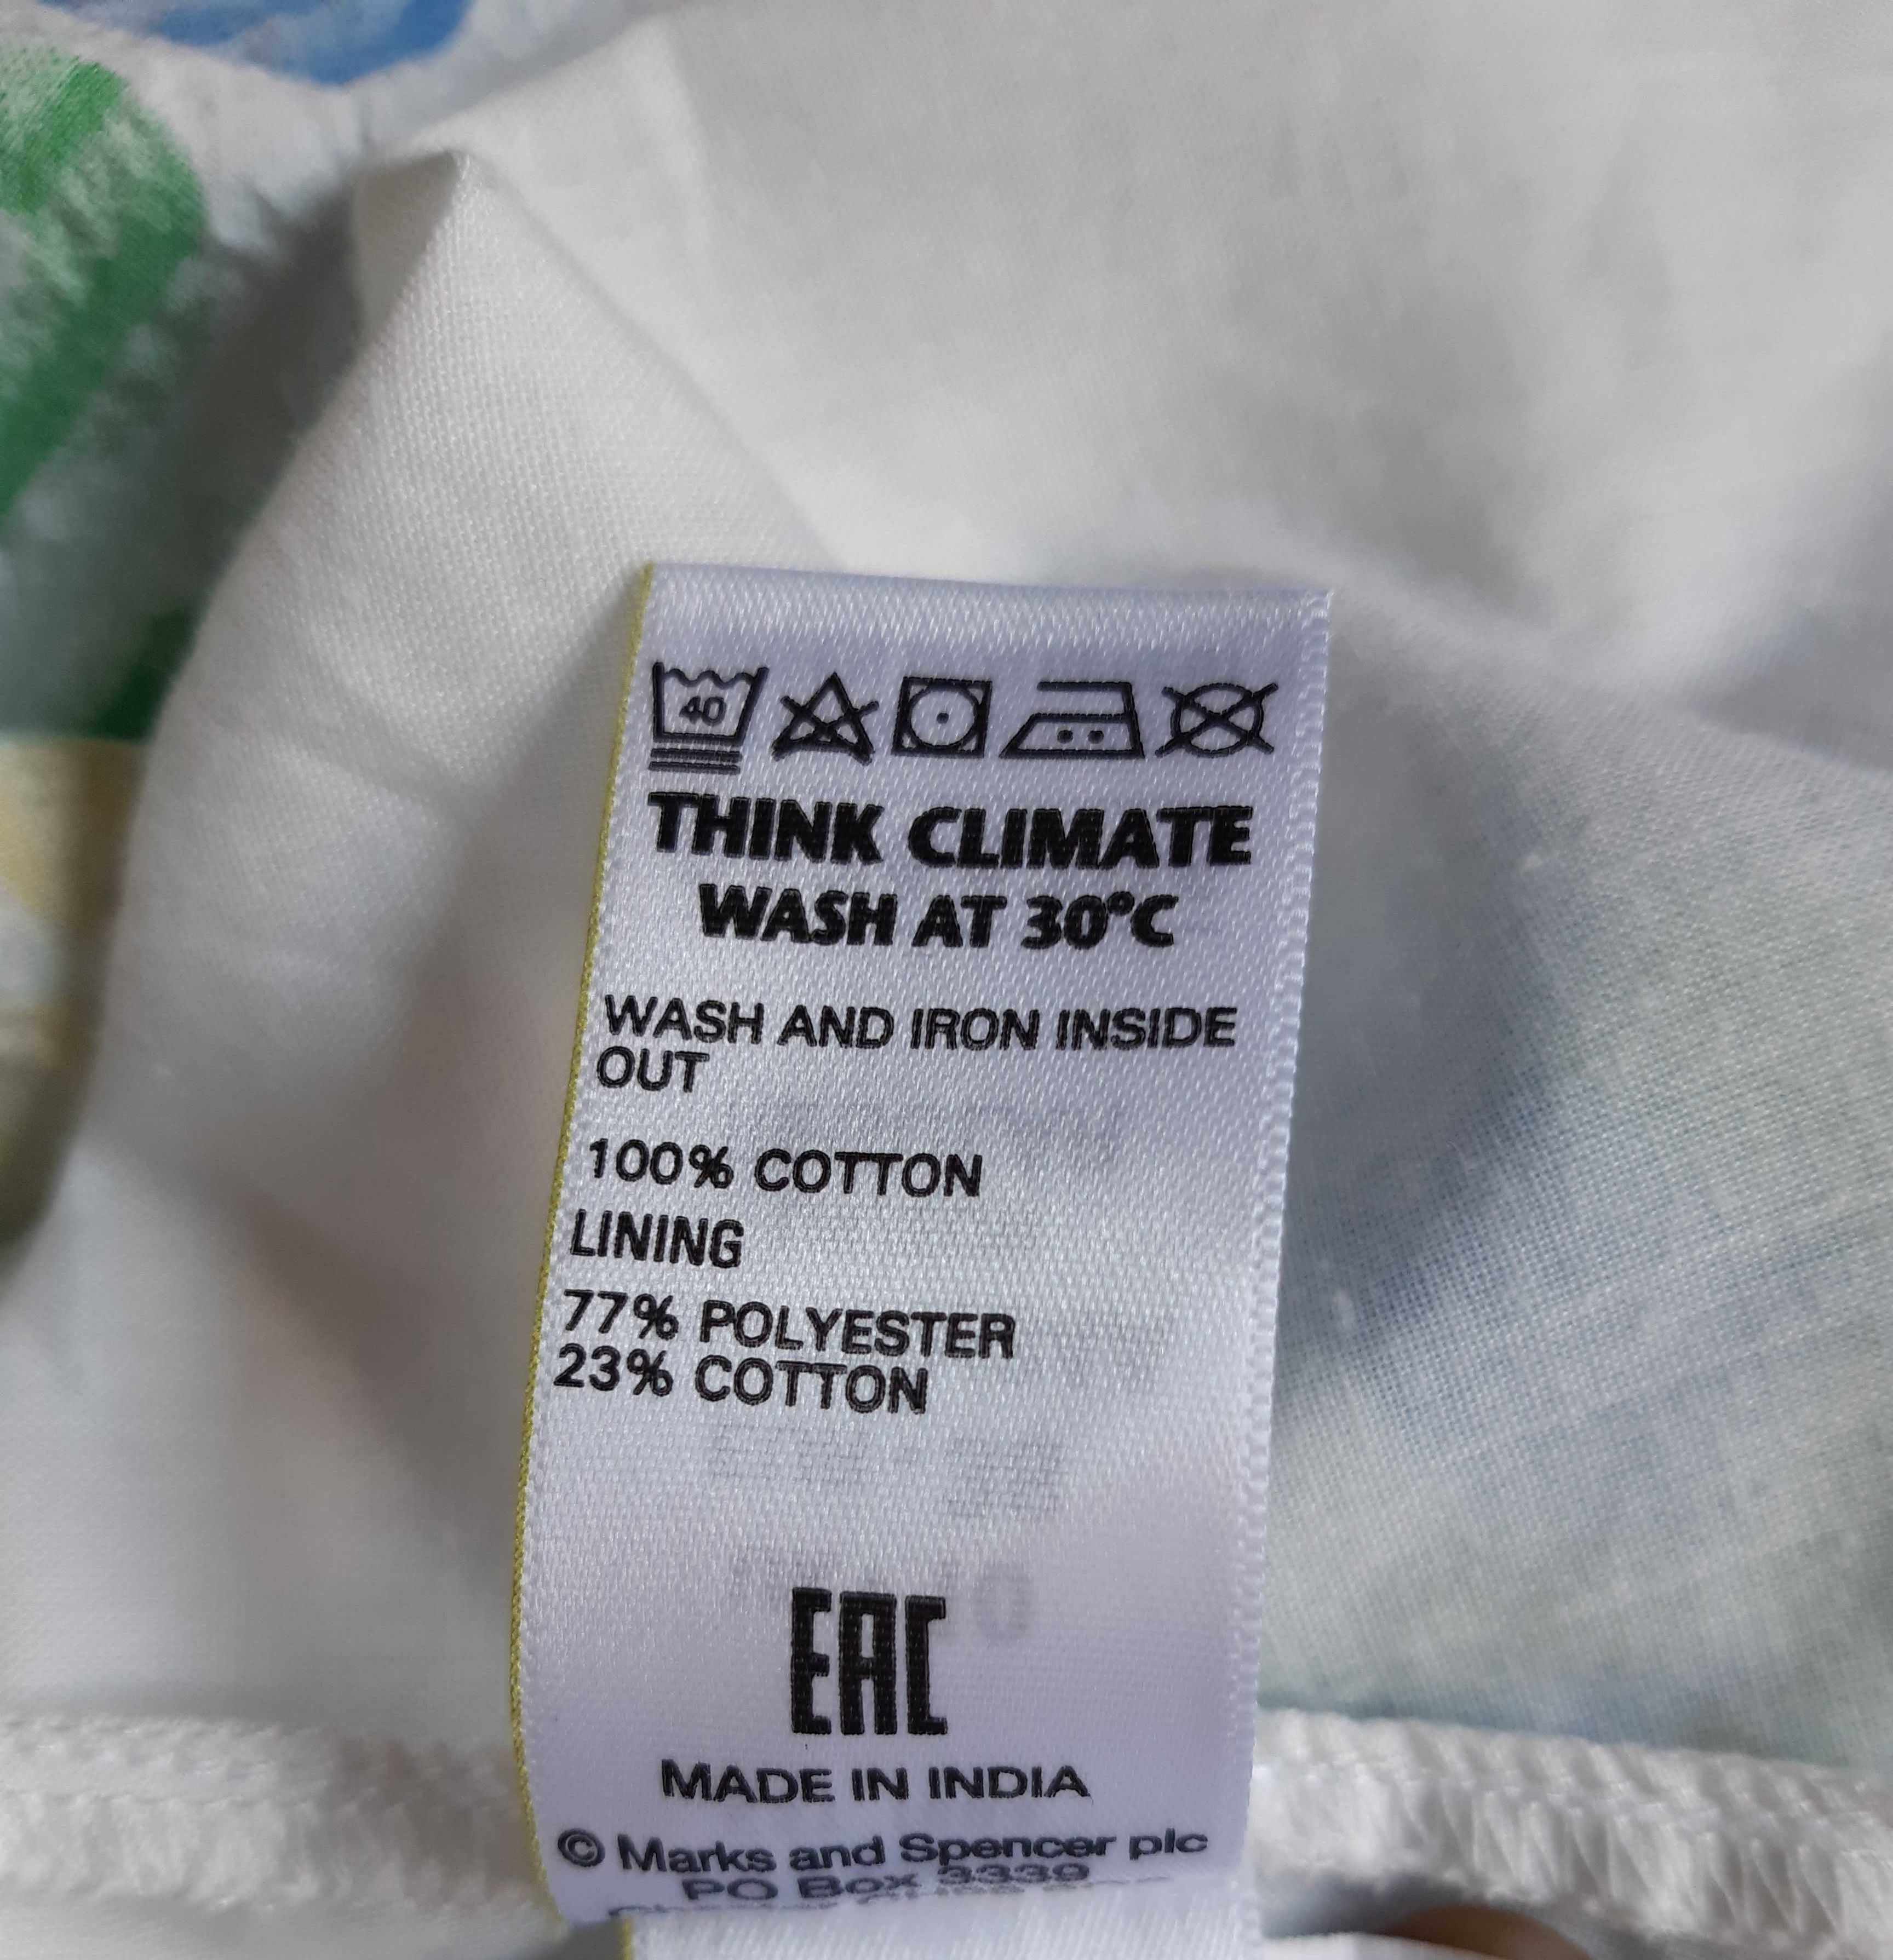 40
THINK CLIMATE
WASH AT 30°C
WASH AND IRON INSIDE
OUT
100% COTTON
LINING
77% POLYESTER
23% COTTON
EAC
MADE IN INDIA
© Marks and Spencer plc
PO Box 3339